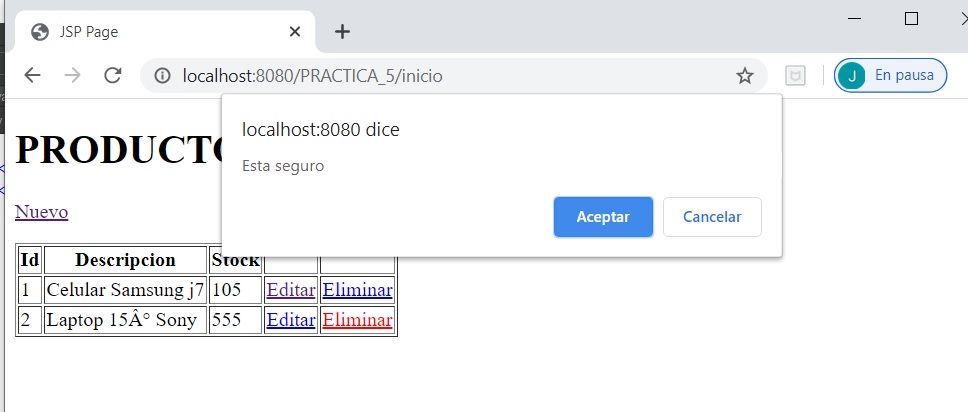 JSP Page
localhost:8080/PRACTICA_5/inicio
J En pausa
localhost:8080 dice
Esta seguro
Aceptar Cancelar
PRODUCTO
Nuevo
Id Descripcion Stock
1 Celular Samsung j7 105 Editar Eliminar
2 Laptop 15Â° Sony 555 Editar Eliminar